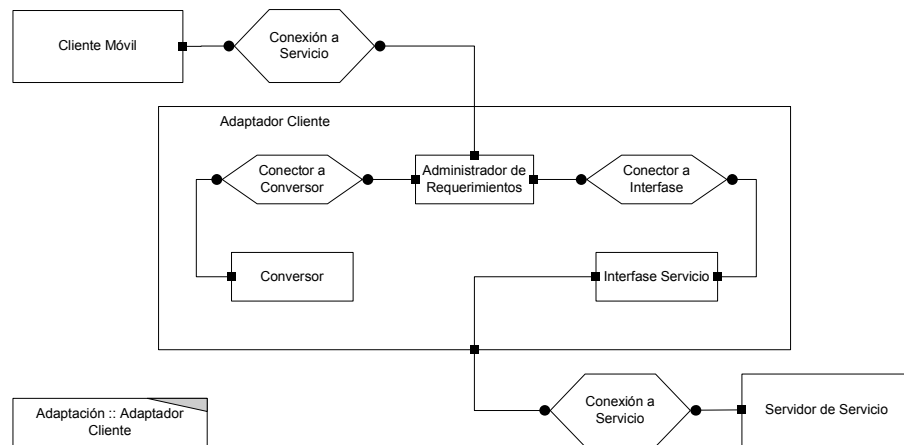 Cliente Móvil
Conexión a
Servicio
Adaptador Cliente
Conector a
Conversor
Administrador de
Requerimientos
Conector a
Interfase
Conversor
Interfase Servicio
Adaptación :: Adaptador
Cliente
Conexión a
Servicio
Servidor de Servicio